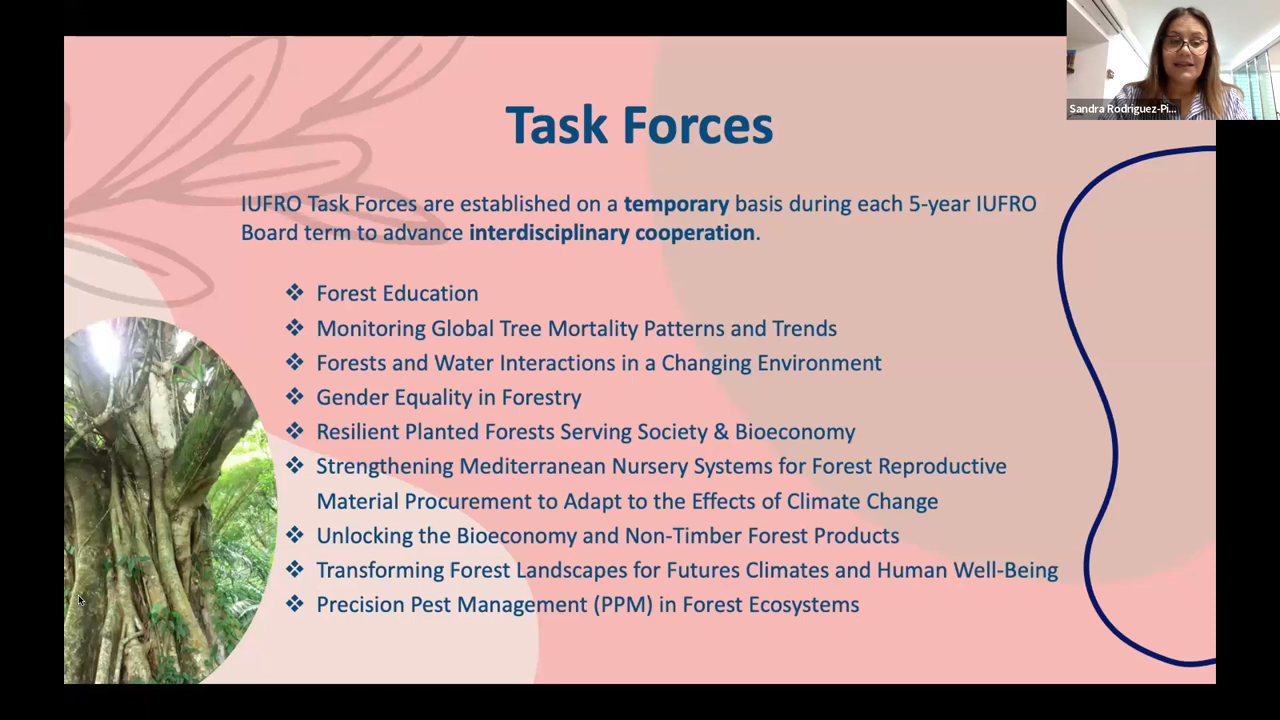 Sandra Rodriguez-Pi...
Task Forces
IUFRO Task Forces are established on a temporary basis during each 5-year IUFRO
Board term to advance interdisciplinary cooperation.
❖ Forest Education
❖ Monitoring Global Tree Mortality Patterns and Trends
❖ Forests and Water Interactions in a Changing Environment
❖ Gender Equality in Forestry
❖ Resilient Planted Forests Serving Society & Bioeconomy
❖ Strengthening Mediterranean Nursery Systems for Forest Reproductive
Material Procurement to Adapt to the Effects of Climate Change
❖ Unlocking the Bioeconomy and Non-Timber Forest Products
❖ Transforming Forest Landscapes for Futures Climates and Human Well-Being
❖ Precision Pest Management (PPM) in Forest Ecosystems